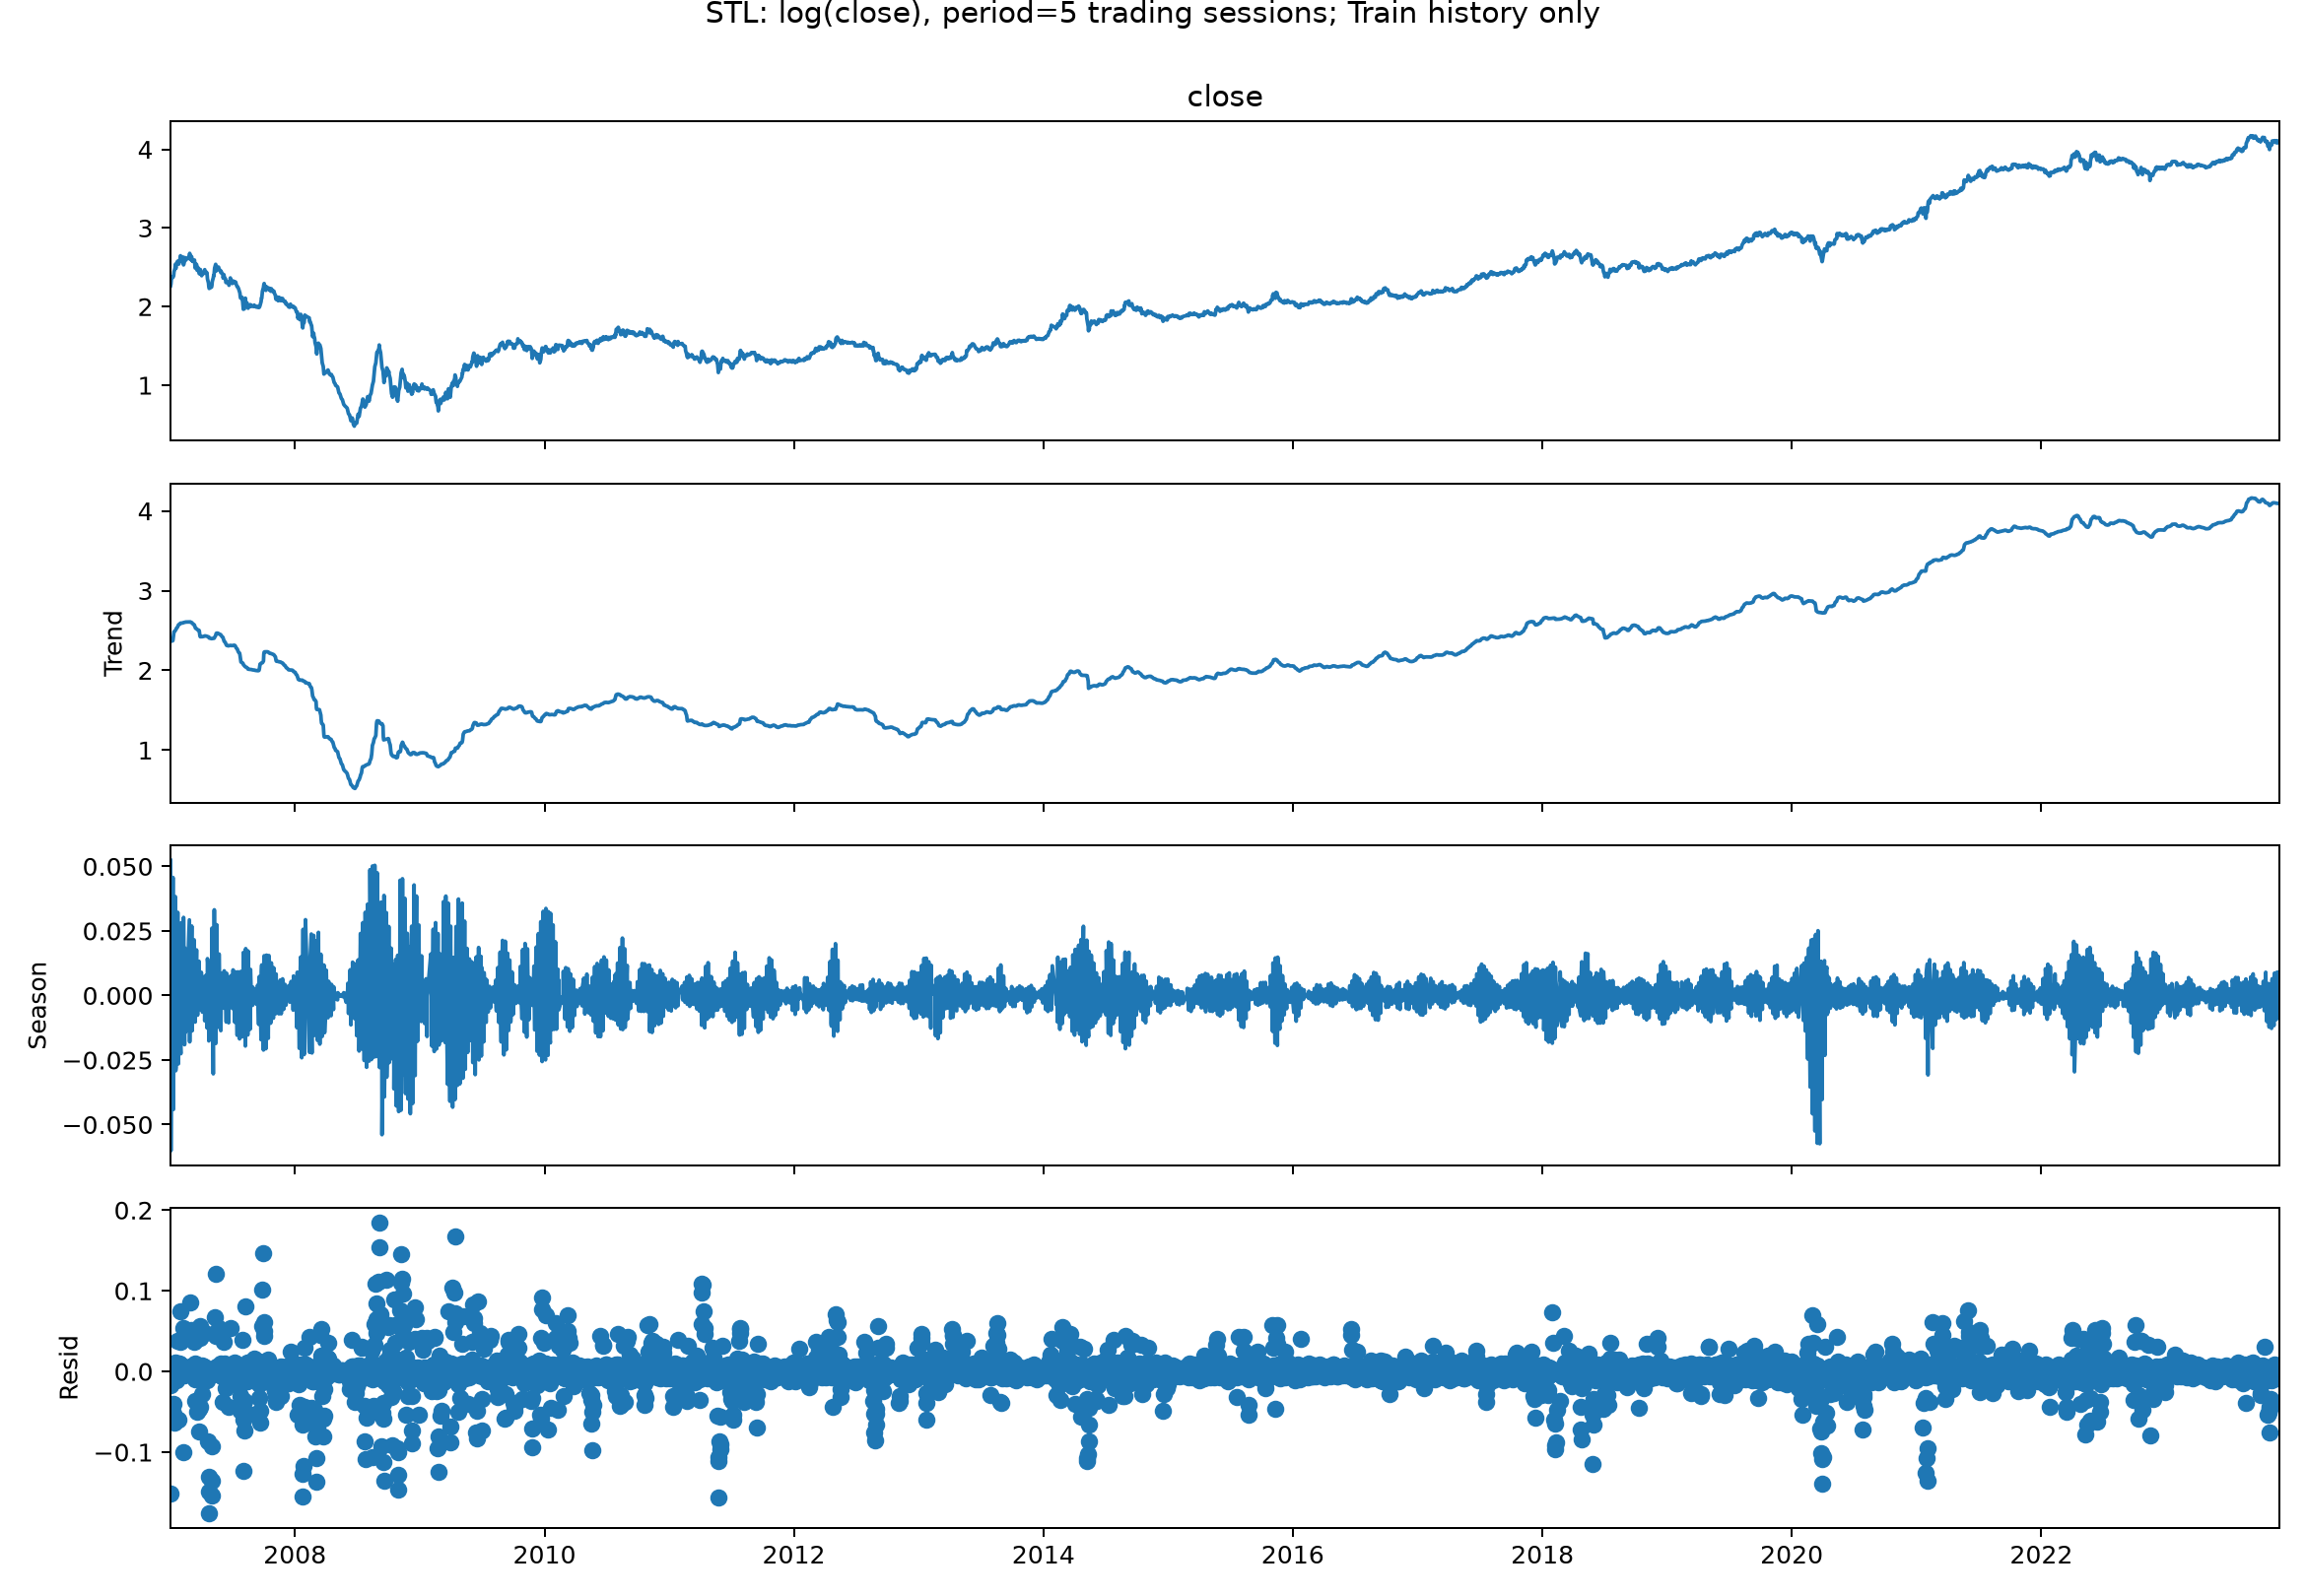 STL: log(close), period=5 trading sessions; Train history only
close
4
3
2
1
Trend
4
3
2
1
Season
0.050
0.025
0.000
−0.025
−0.050
Resid
0.2
0.1
0.0
−0.1
2008 2010 2012 2014 2016 2018 2020 2022